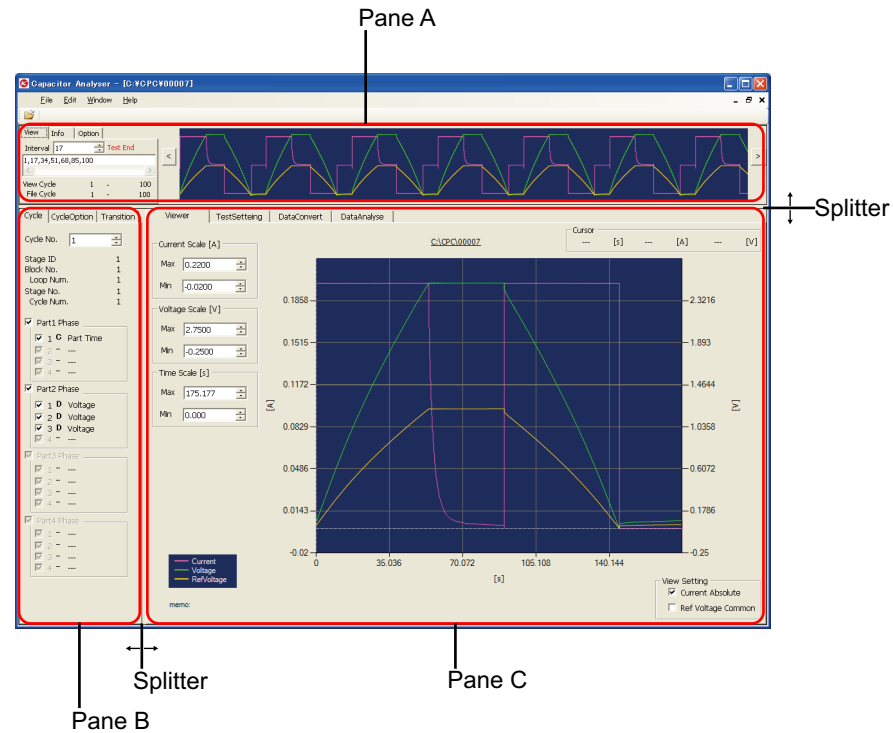 Pane A
Capacitor Analyser - [C:¥CPC¥00007]
File Edit Window Help
View Info Option
Interval 17 Test End
1,17,34,51,68,85,100
< >
View Cycle 1 - 100
File Cycle 1 - 100
Splitter
Cycle CycleOption Transition
Cycle No. 1
Stage ID 1
Block No. 1
Loop Num. 1
Stage No. 1
Cycle Num. 1
Part1 Phase
1 C Part Time
2 - ---
3 - ---
4 - ---
Part2 Phase
1 D Voltage
2 D Voltage
3 D Voltage
4 - ---
Part3 Phase
1 - ---
2 - ---
3 - ---
4 - ---
Part4 Phase
1 - ---
2 - ---
3 - ---
4 - ---
Viewer TestSetteing DataConvert DataAnalyse
Current Scale [A]
Max 0.2200
Min -0.0200
Voltage Scale [V]
Max 2.7500
Min -0.2500
Time Scale [s]
Max 175.177
Min 0.000
C:\CPC\00007
Cursor
--- [s] --- [A] --- [V]
0.1858 2.3216
0.1515 1.893
0.1172 1.4644
[A] [V]
0.0829 1.0358
0.0486 0.6072
0.0143 0.1786
-0.02 -0.25
0 35.036 70.072 105.108 140.144
[s]
Current
Voltage
RefVoltage
memo:
View Setting
Current Absolute
Ref Voltage Common
Splitter
Pane C
Pane B